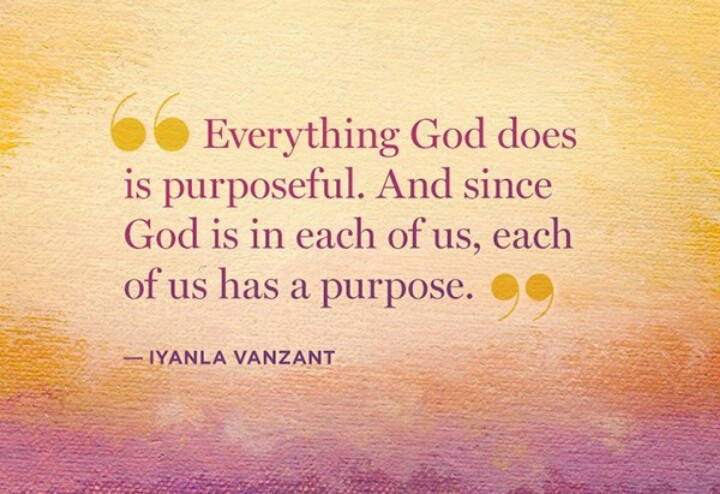 “ Everything God does
is purposeful. And since
God is in each of us, each
of us has a purpose. ”
— IYANLA VANZANT